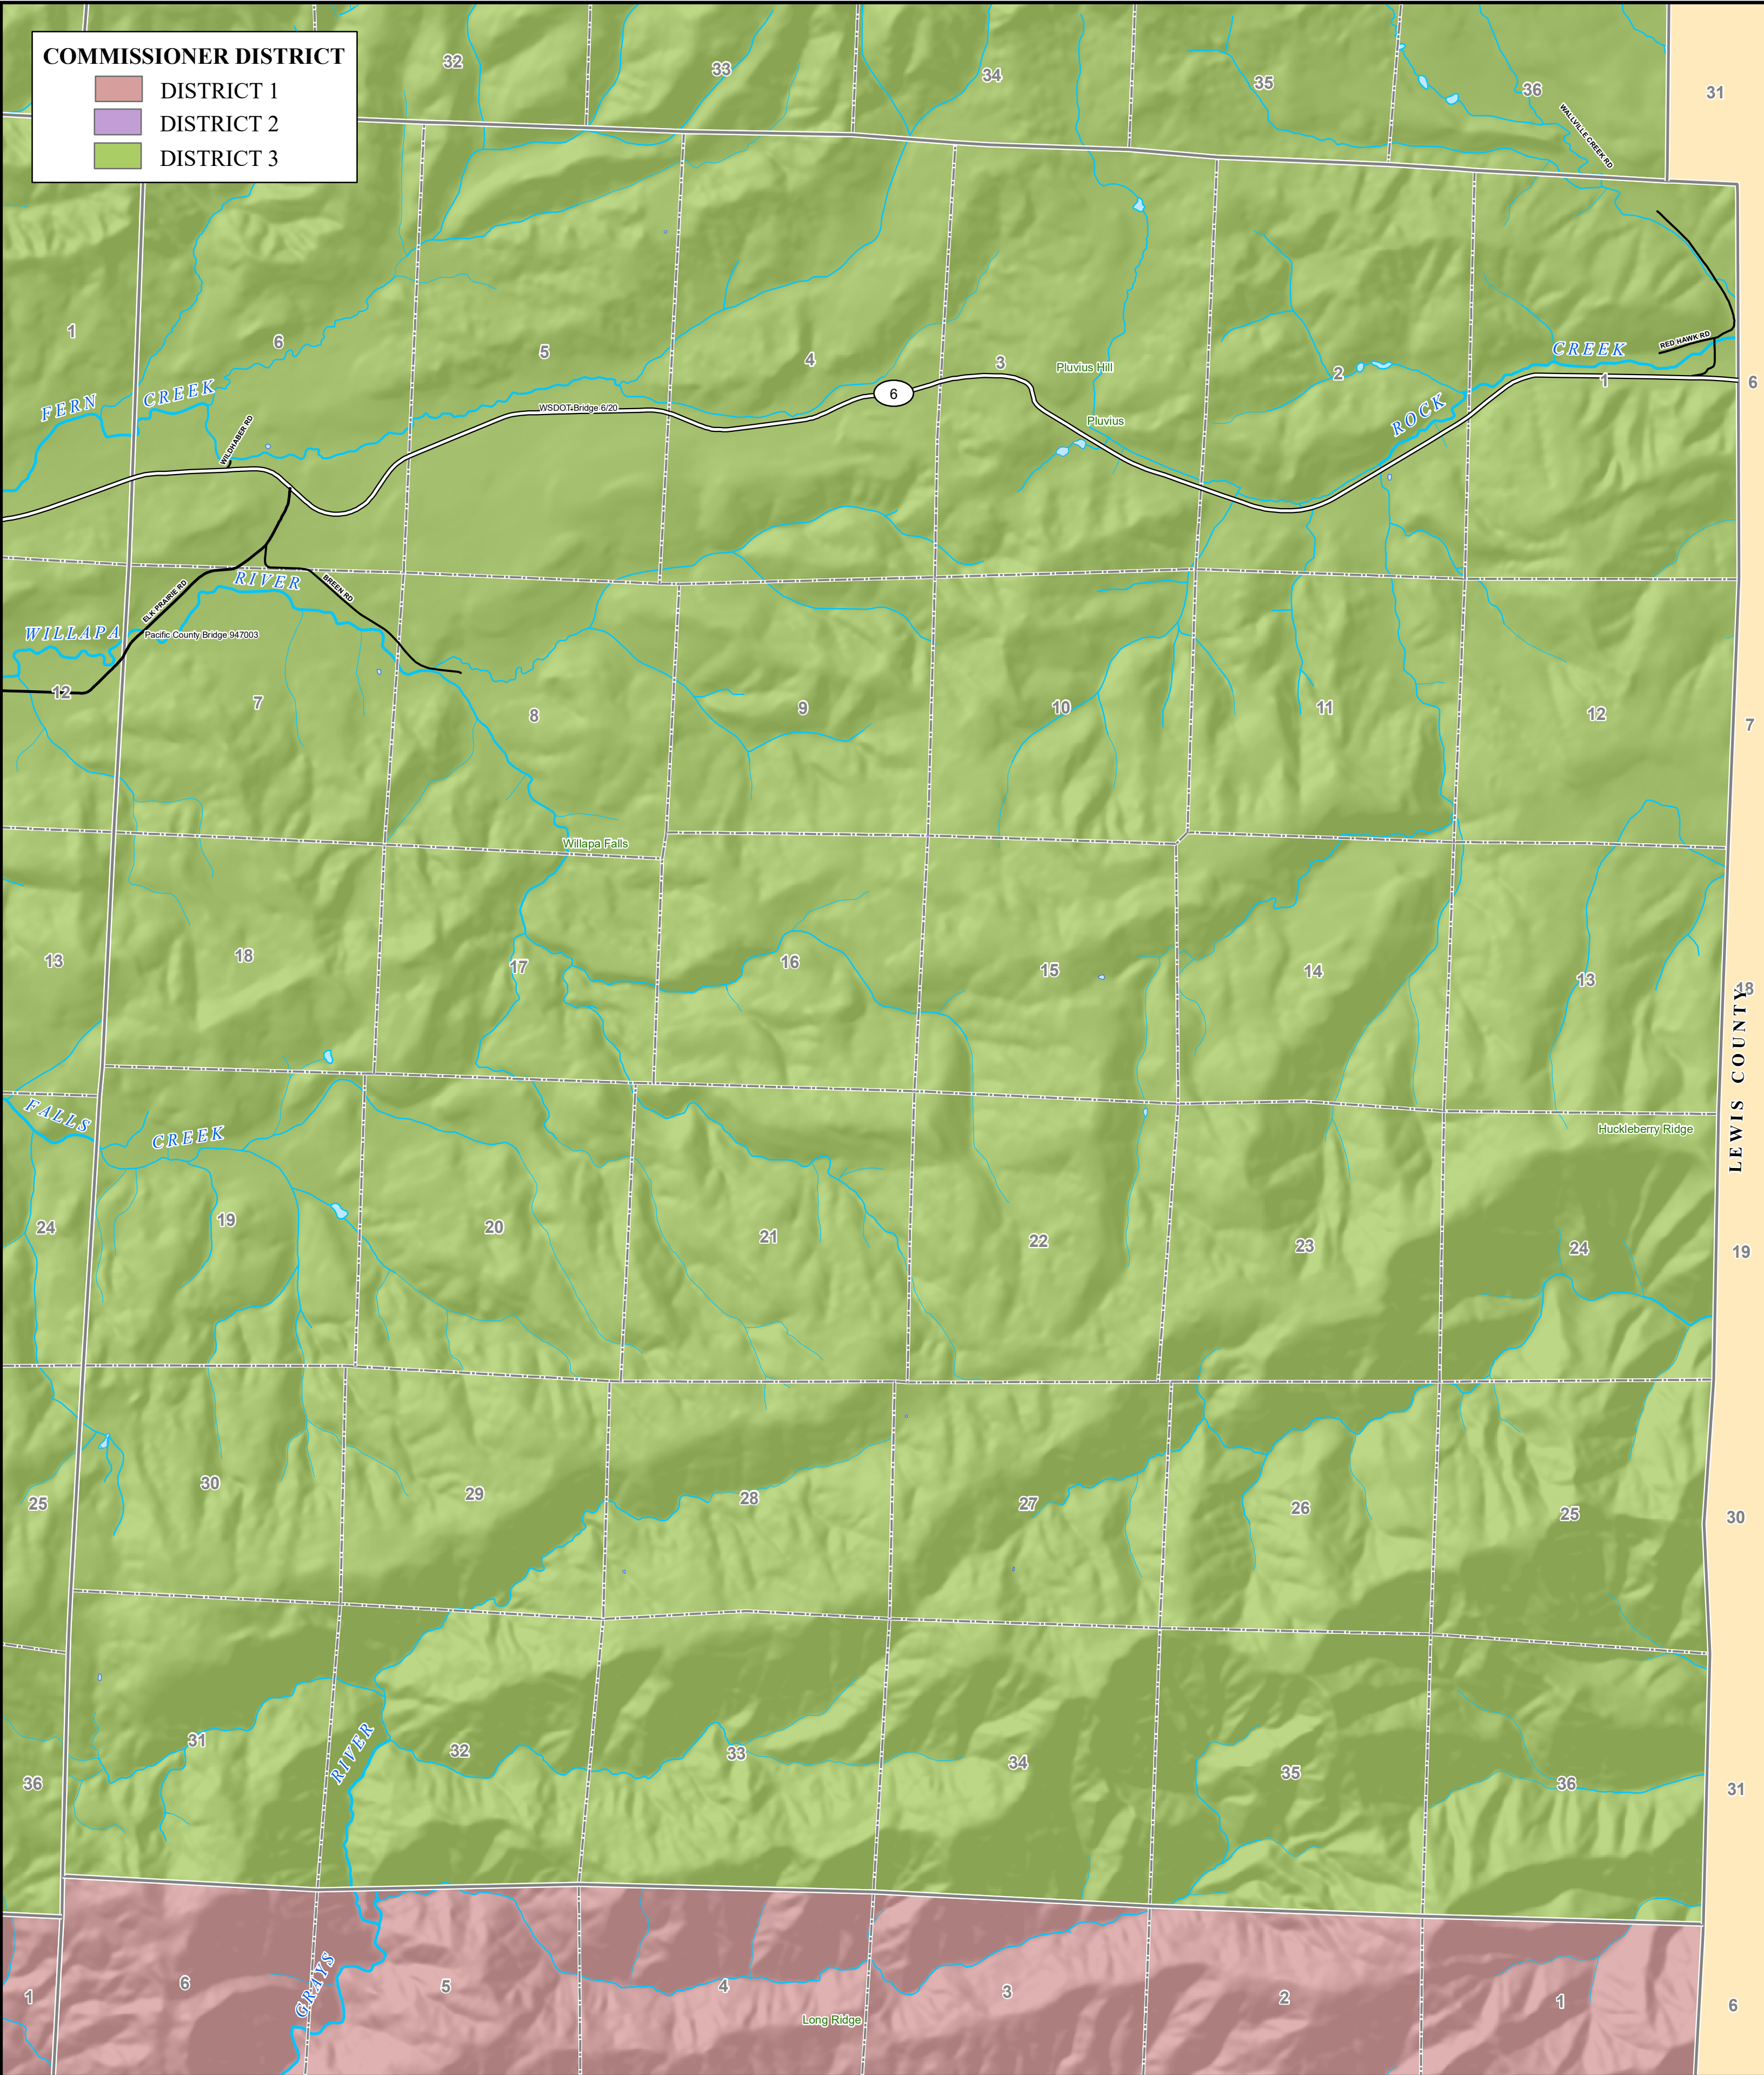 COMMISSIONER DISTRICT
DISTRICT 1
DISTRICT 2
DISTRICT 3
32
33
34
35
36
31
WALLVILLE CREEK RD
1
6
5
4
3
2
1
6
Pluvius Hill
Pluvius
RED HAWK RD
CREEK
ROCK
FERN CREEK
WILDHABER RD
WSDOT Bridge 6/20
6
RIVER
BREEN RD
ELK PRAIRIE RD
WILLAPA
Pacific County Bridge 947003
12
7
8
9
10
11
12
7
Willapa Falls
13
18
17
16
15
14
13
18
LEWIS COUNTY
FALLS CREEK
Huckleberry Ridge
24
19
20
21
22
23
24
19
25
30
29
28
27
26
25
30
36
31
32
33
34
35
36
31
RIVER
GRAYS
1
6
5
4
3
2
1
6
Long Ridge